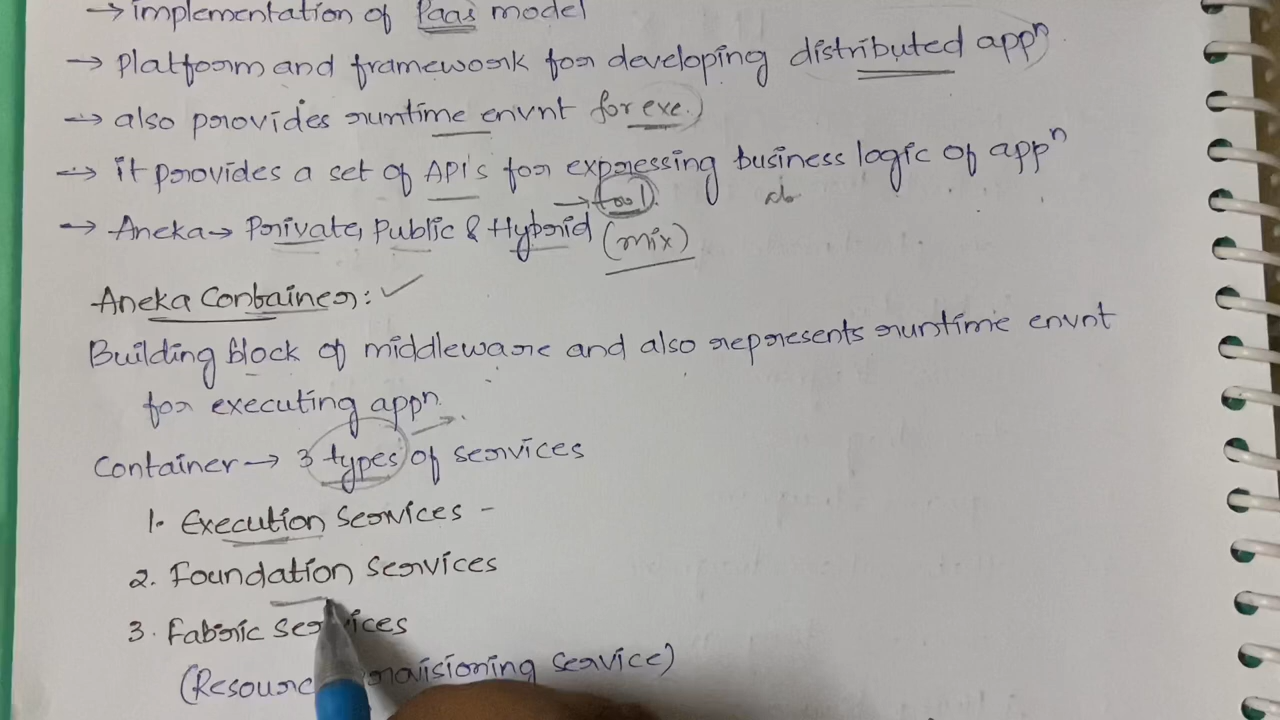 → implementation of Paas model
→ Platform and framework for developing distributed appⁿ
→ also provides runtime envnt for exe.)
→ it provides a set of API's for expressing business logic of appⁿ
→ tool.
→ Aneka → Private, Public & Hybrid (mix)
Aneka Container: ✓
Building block of middleware and also represents runtime envnt
for executing appⁿ.
Container → 3 types of services
1. Execution Services -
2. Foundation Services
3. Fabric Services
(Resource Provisioning Service)